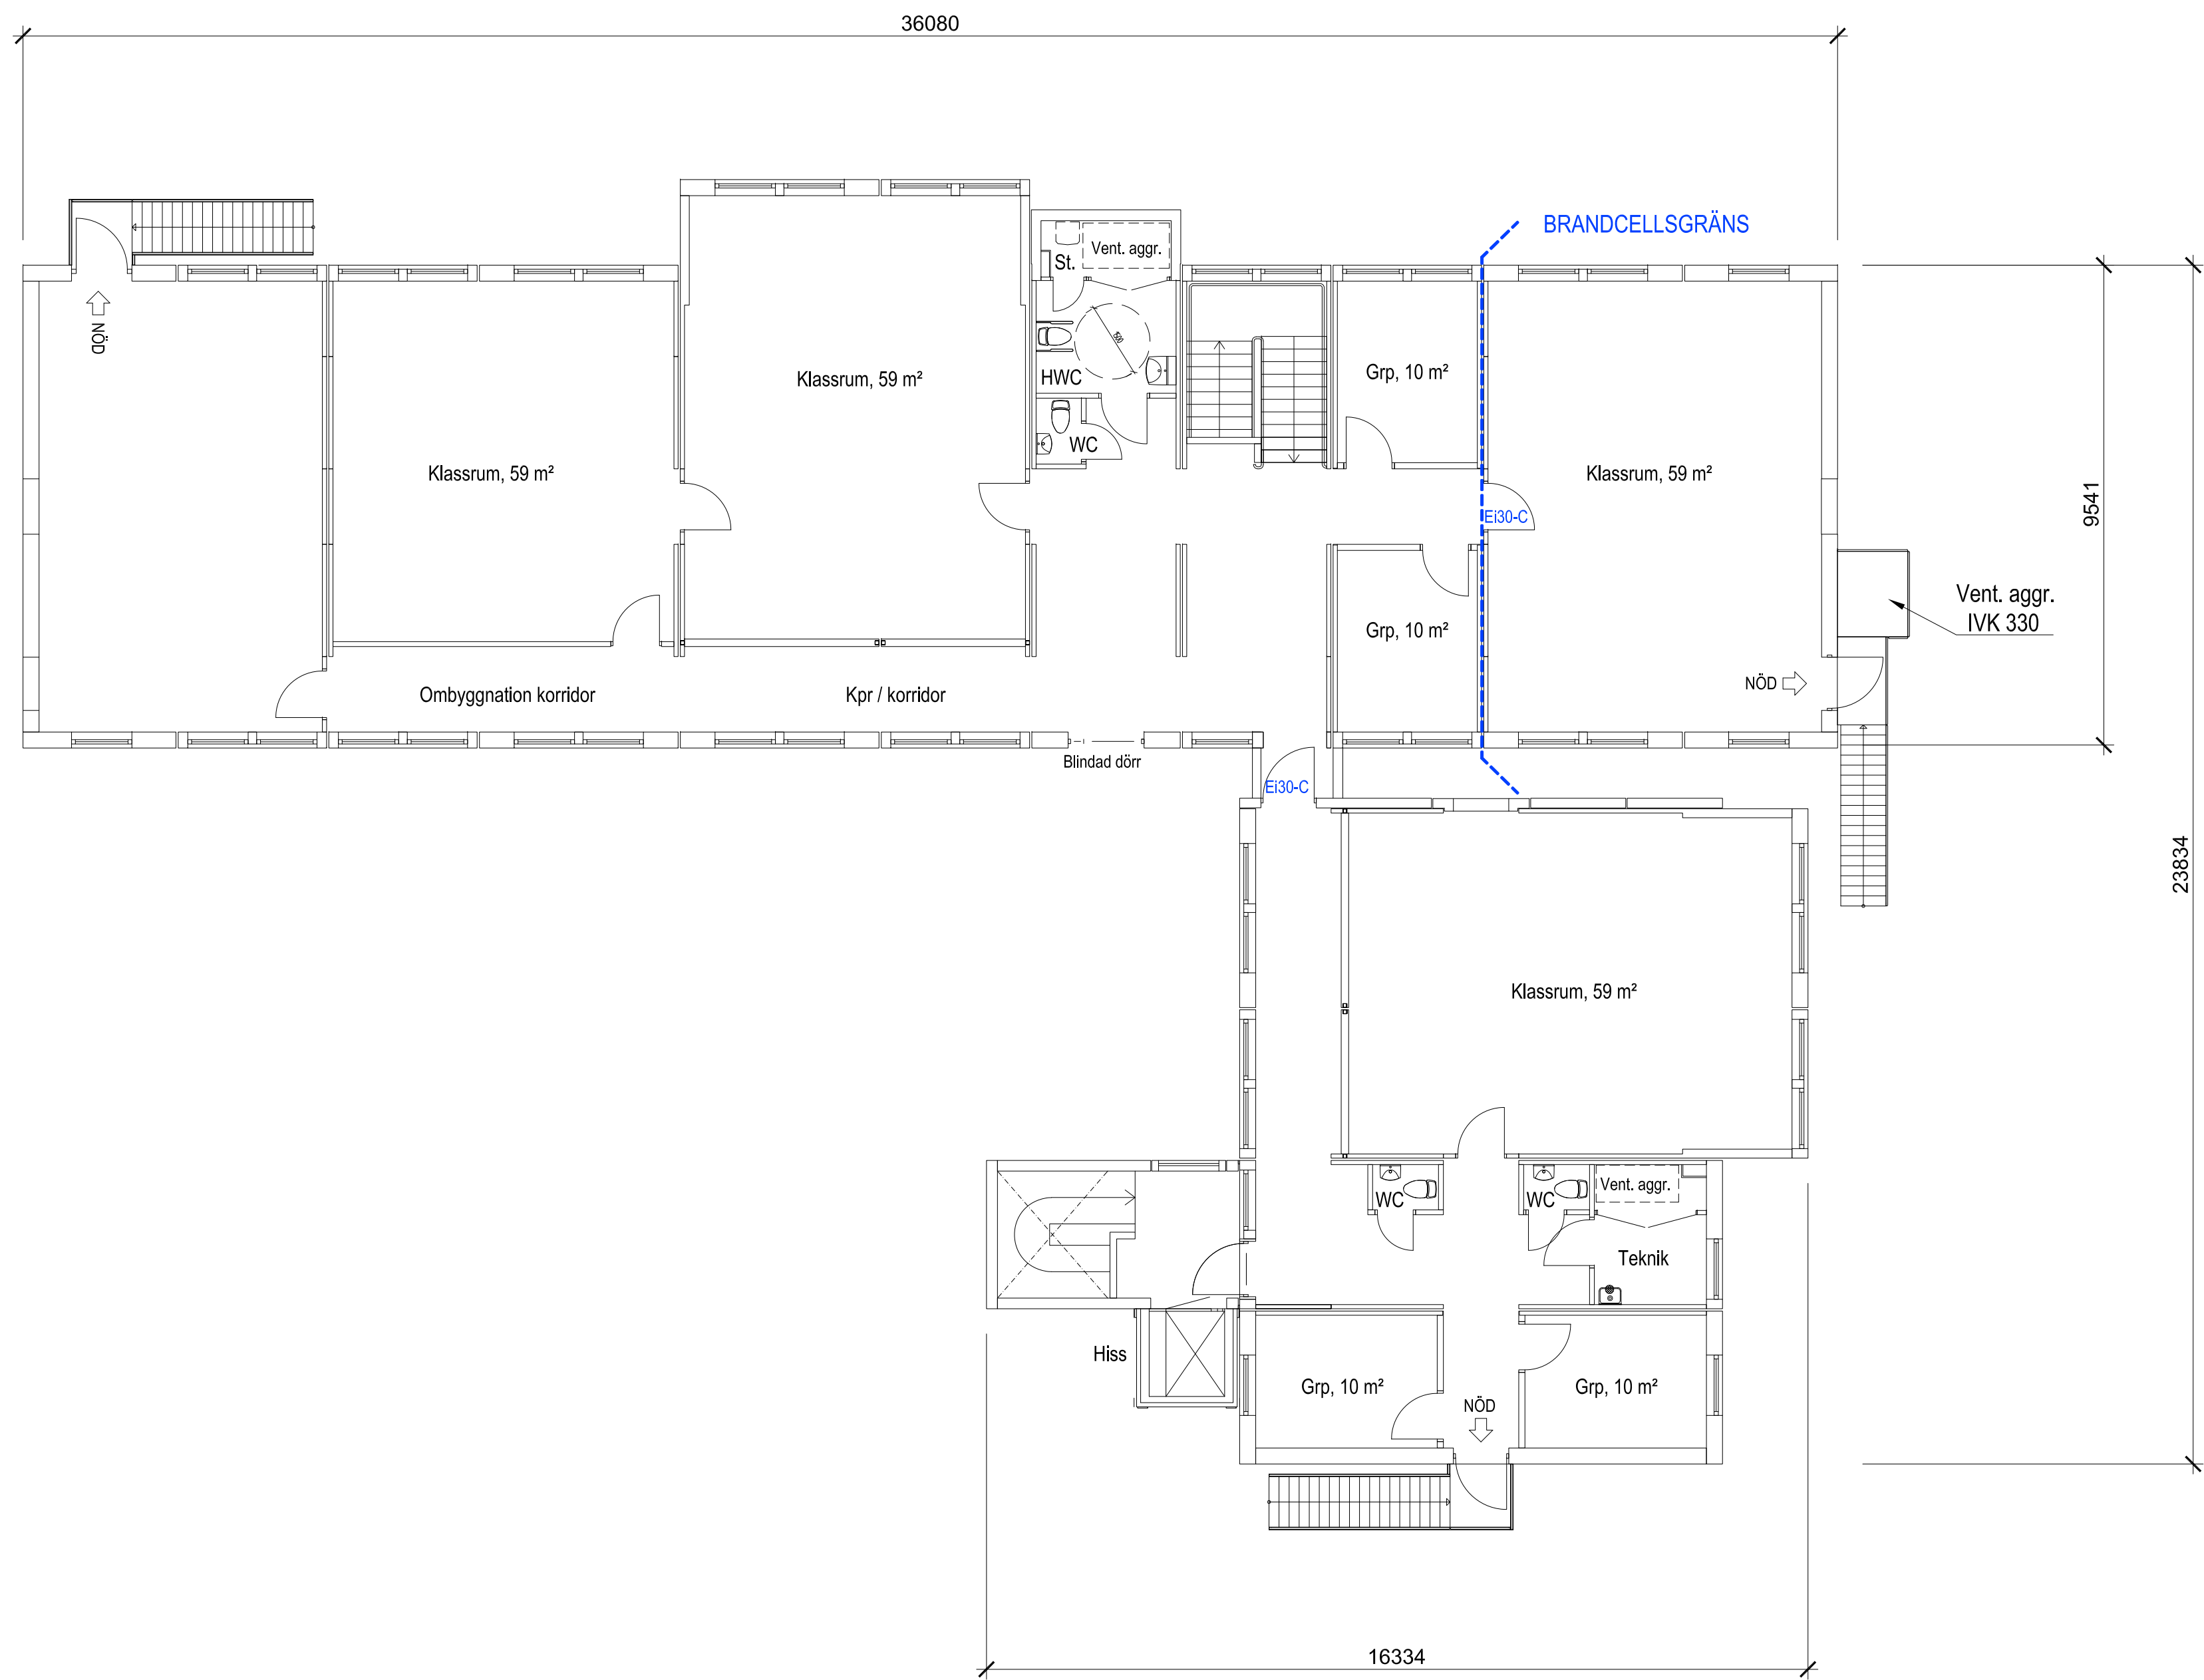 36080
BRANDCELLSGRÄNS
Vent. aggr.
St.
NÖD
1500
HWC
Klassrum, 59 m²
Grp, 10 m²
WC
Klassrum, 59 m²
Klassrum, 59 m²
Ei30-C
9541
Vent. aggr.
IVK 330
Grp, 10 m²
NÖD
Ombyggnation korridor
Kpr / korridor
Blindad dörr
Ei30-C
23834
Klassrum, 59 m²
WC
WC
Vent. aggr.
Teknik
Hiss
Grp, 10 m²
Grp, 10 m²
NÖD
16334